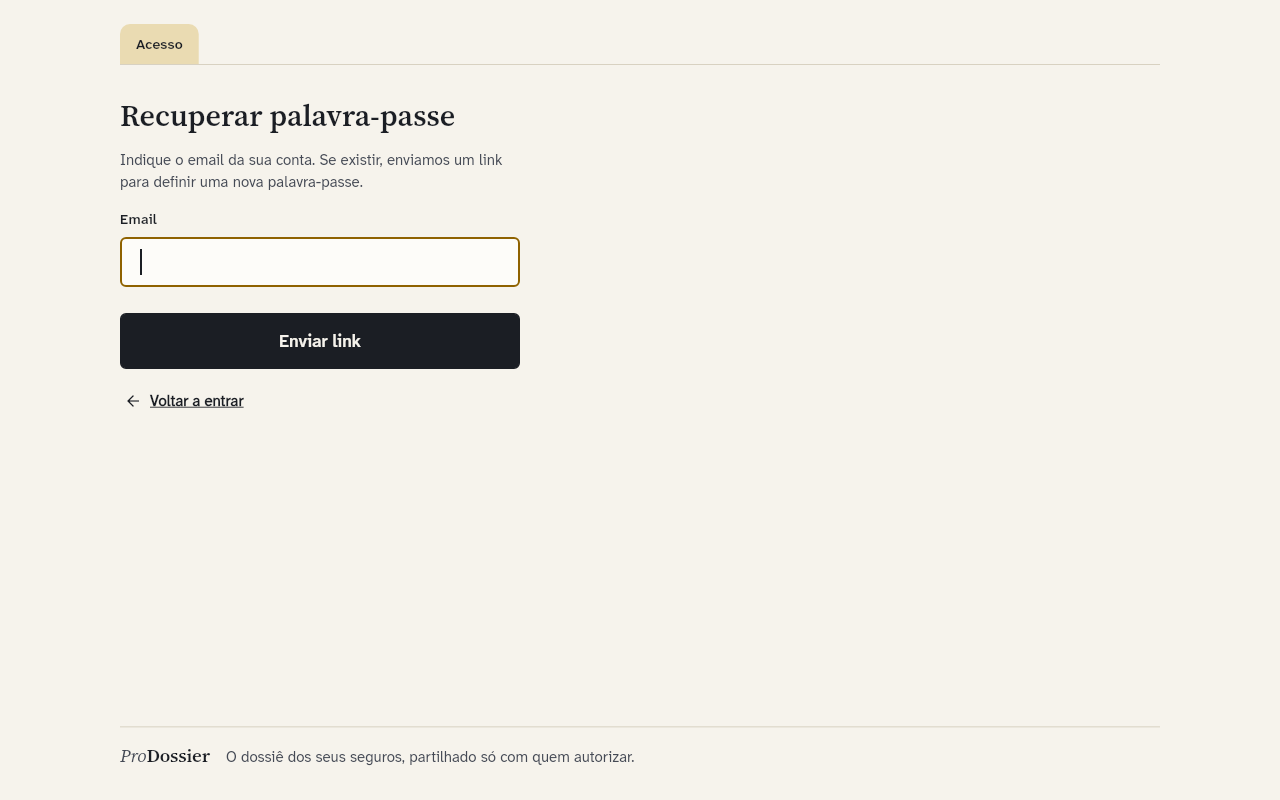 Acesso
Recuperar palavra-passe
Indique o email da sua conta. Se existir, enviamos um link
para definir uma nova palavra-passe.
Email
Enviar link
← Voltar a entrar
ProDossier O dossiê dos seus seguros, partilhado só com quem autorizar.